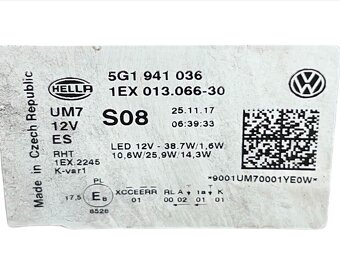 HELLA
5G1 941 036
1EX 013.066-30
UM7
12V
ES
S08
25.11.17
06:39:33
RHT
1EX 2245
K-var1
LED 12V - 38.7W/1,6W
10,6W/25,9W/14,3W
Made in Czech Republic
*9001UM70001YE0W*
PL
17,5
E8
8526
XCCEERR RL A 1a K
01 00 02 01 01